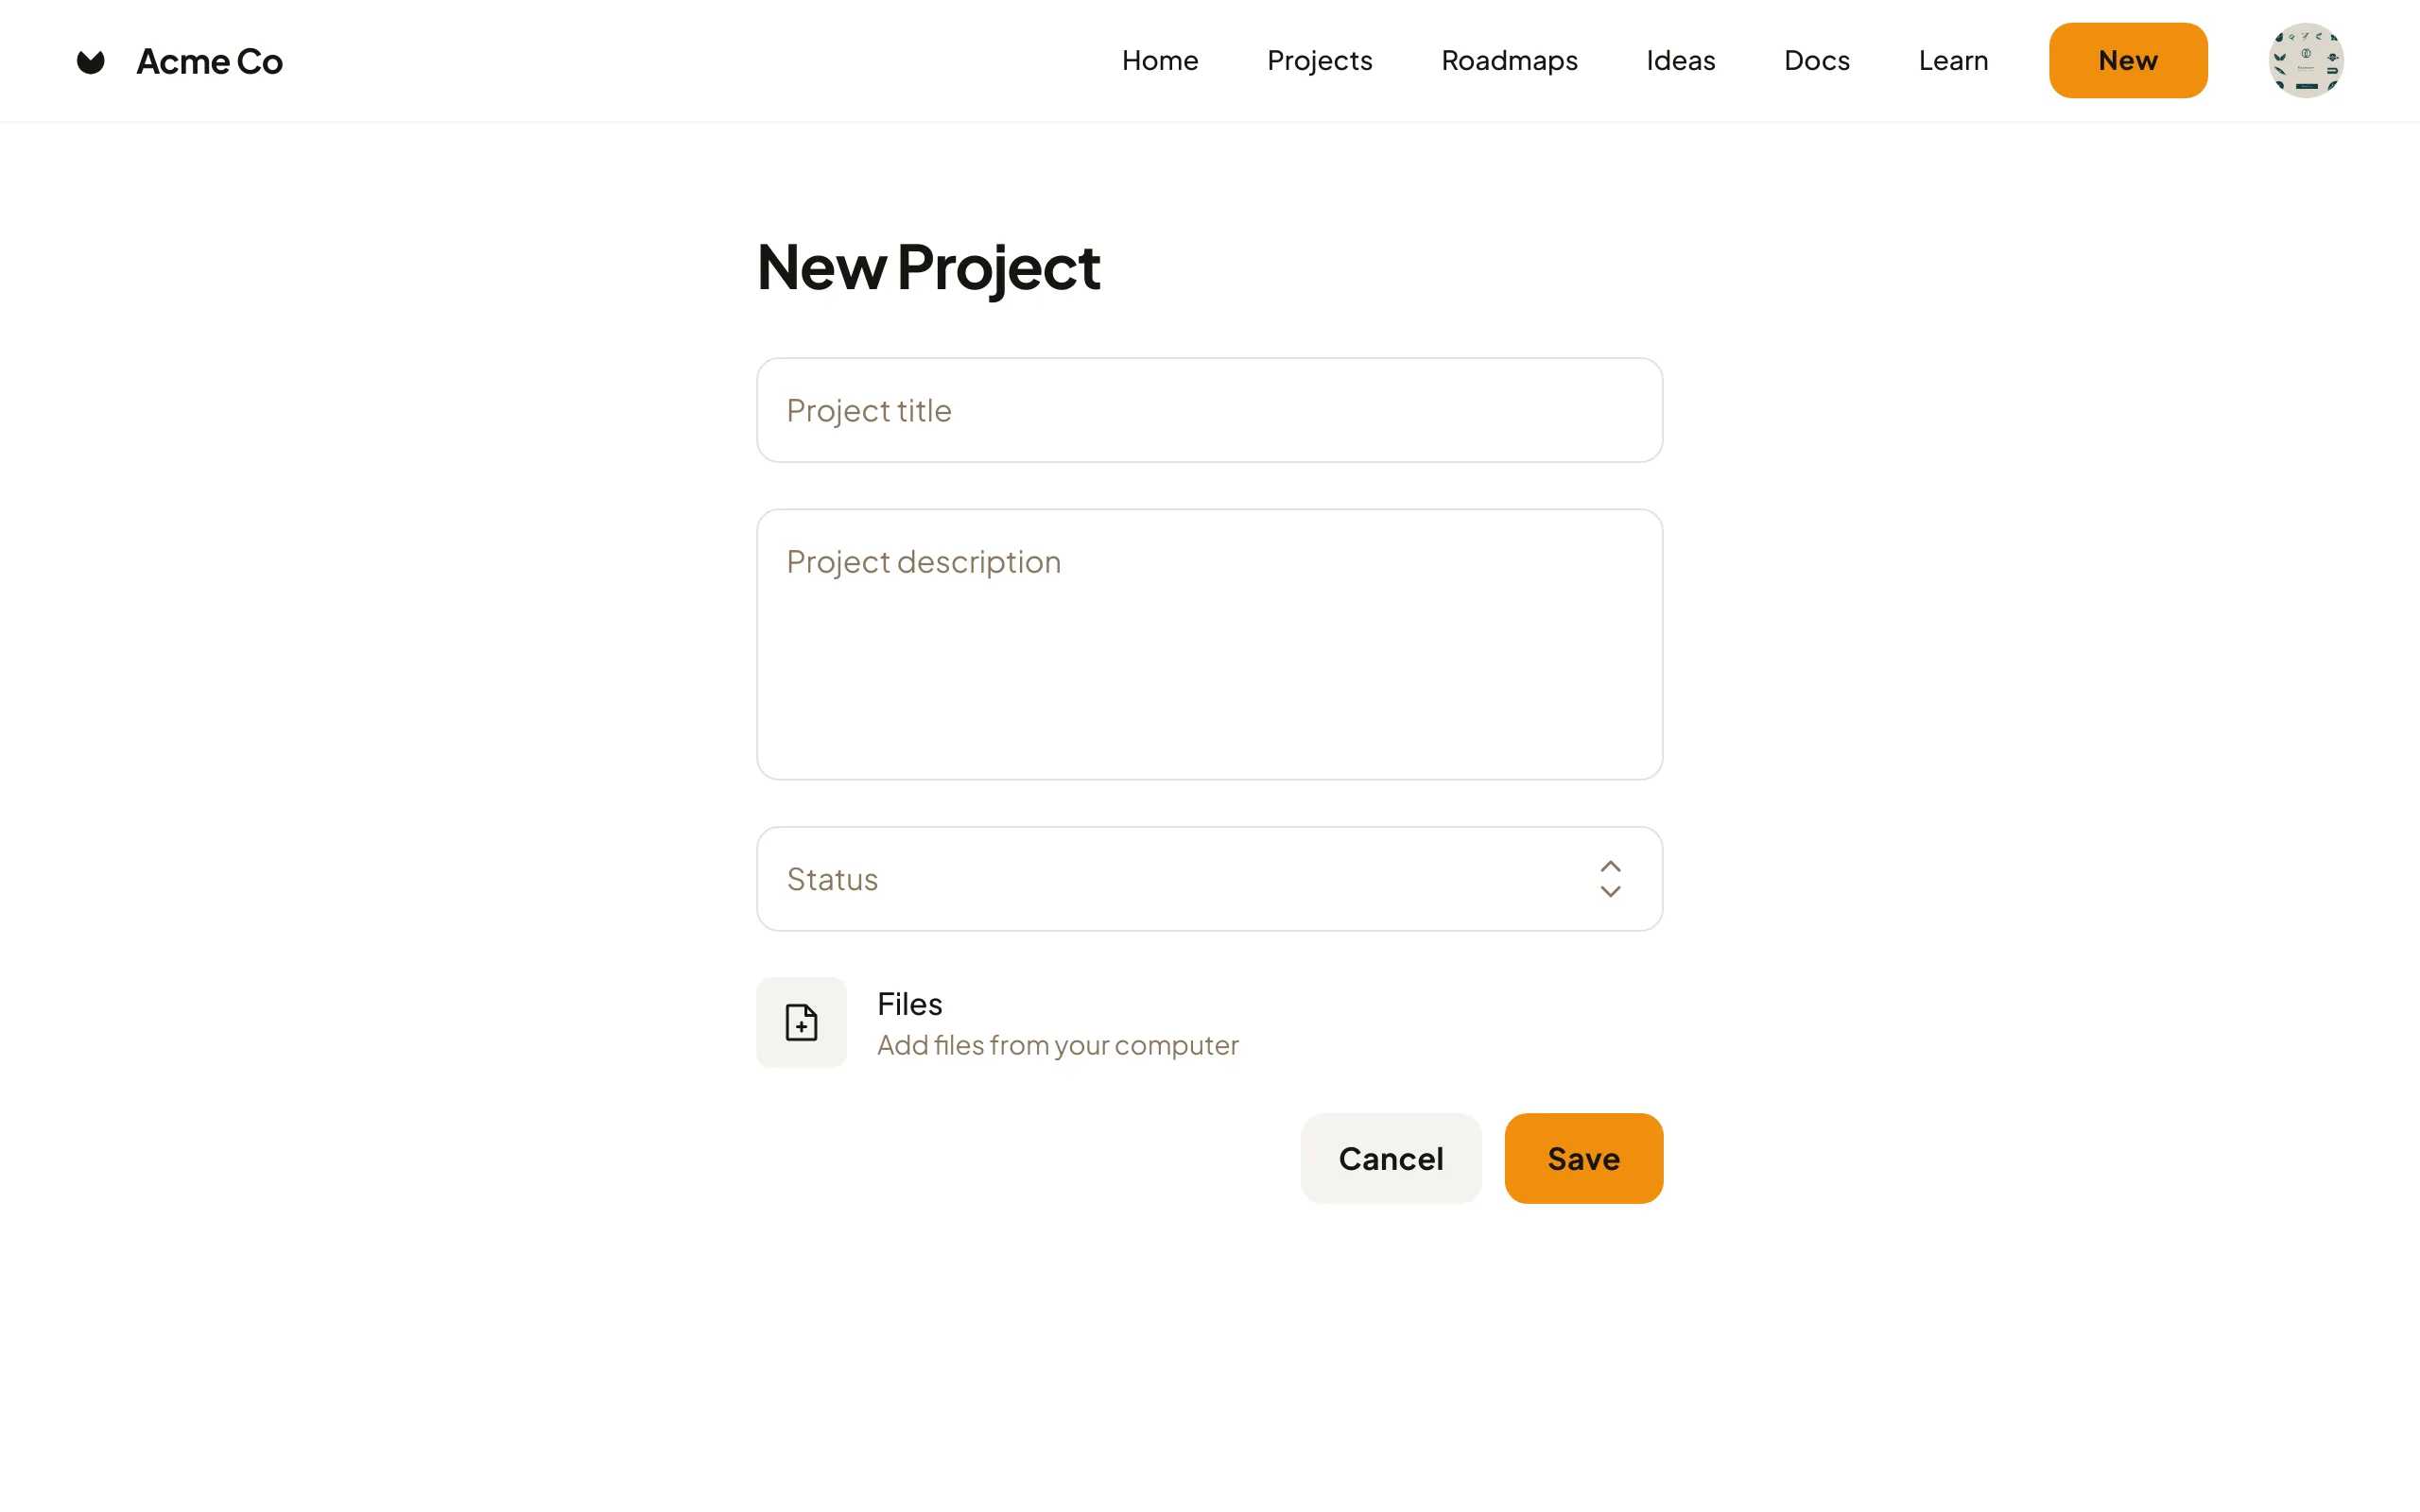 Acme Co
Home Projects Roadmaps Ideas Docs Learn New
New Project
Project title
Project description
Status
Files
Add files from your computer
Cancel Save